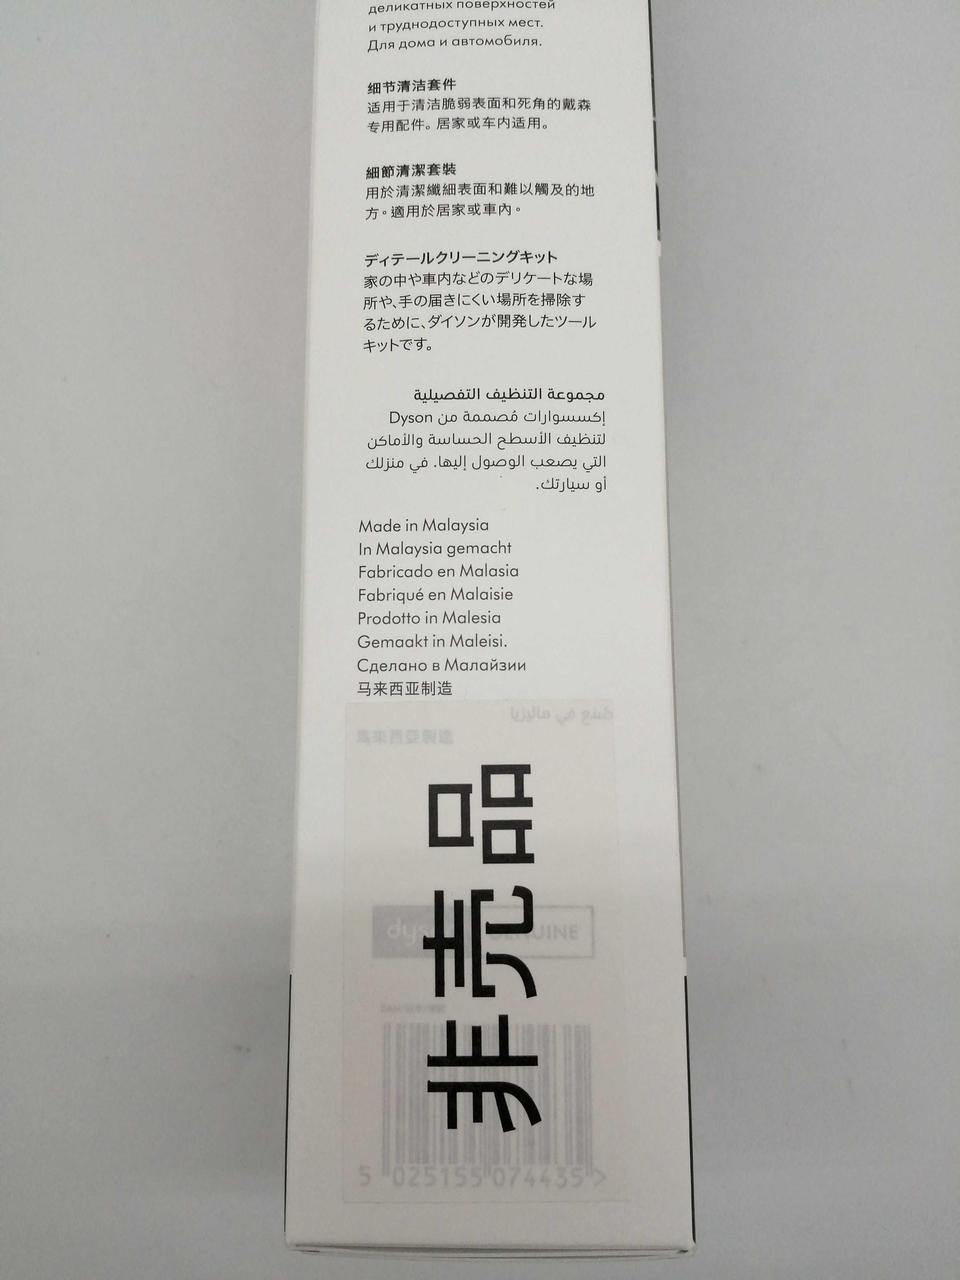 деликатных поверхностей
и труднодоступных мест.
Для дома и автомобиля.
细节清洁套件
适用于清洁脆弱表面和死角的戴森
专用配件。居家或车内适用。
細節清潔套裝
用於清潔纖細表面和難以觸及的地
方。適用於居家或車內。
ディテールクリーニングキット
家の中や車内などのデリケートな場
所や、手の届きにくい場所を掃除す
るために、ダイソンが開発したツール
キットです。
مجموعة التنظيف التفصيلية
إكسسوارات مُصممة من Dyson
لتنظيف الأسطح الحساسة والأماكن
التي يصعب الوصول إليها. في منزلك
أو سيارتك.
Made in Malaysia
In Malaysia gemacht
Fabricado en Malasia
Fabriqué en Malaisie
Prodotto in Malesia
Gemaakt in Maleisi.
Сделано в Малайзии
马来西亚制造
صنع في ماليزيا
馬來西亞製造
非売品
dyson GENUINE
5 025155 074435 >